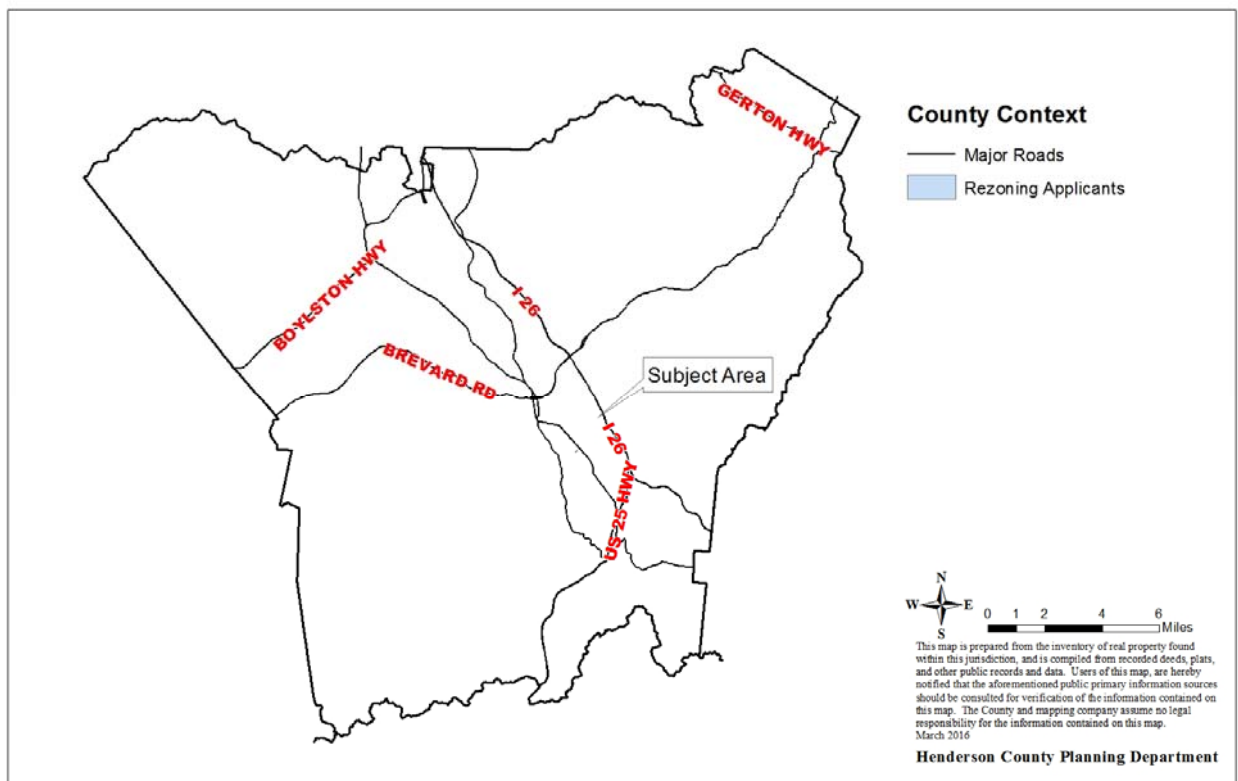 GERTON HWY
County Context
Major Roads
Rezoning Applicants
BOYLSTON HWY
I 26
BREVARD RD
Subject Area
I 26
US 25 HWY
N
W E
S
0 1 2 4 6
Miles
This map is prepared from the inventory of real property found
within this jurisdiction, and is compiled from recorded deeds, plats,
and other public records and data. Users of this map, are hereby
notified that the aforementioned public primary information sources
should be consulted for verification of the information contained on
this map. The County and mapping company assume no legal
responsibility for the information contained on this map.
March 2016
Henderson County Planning Department